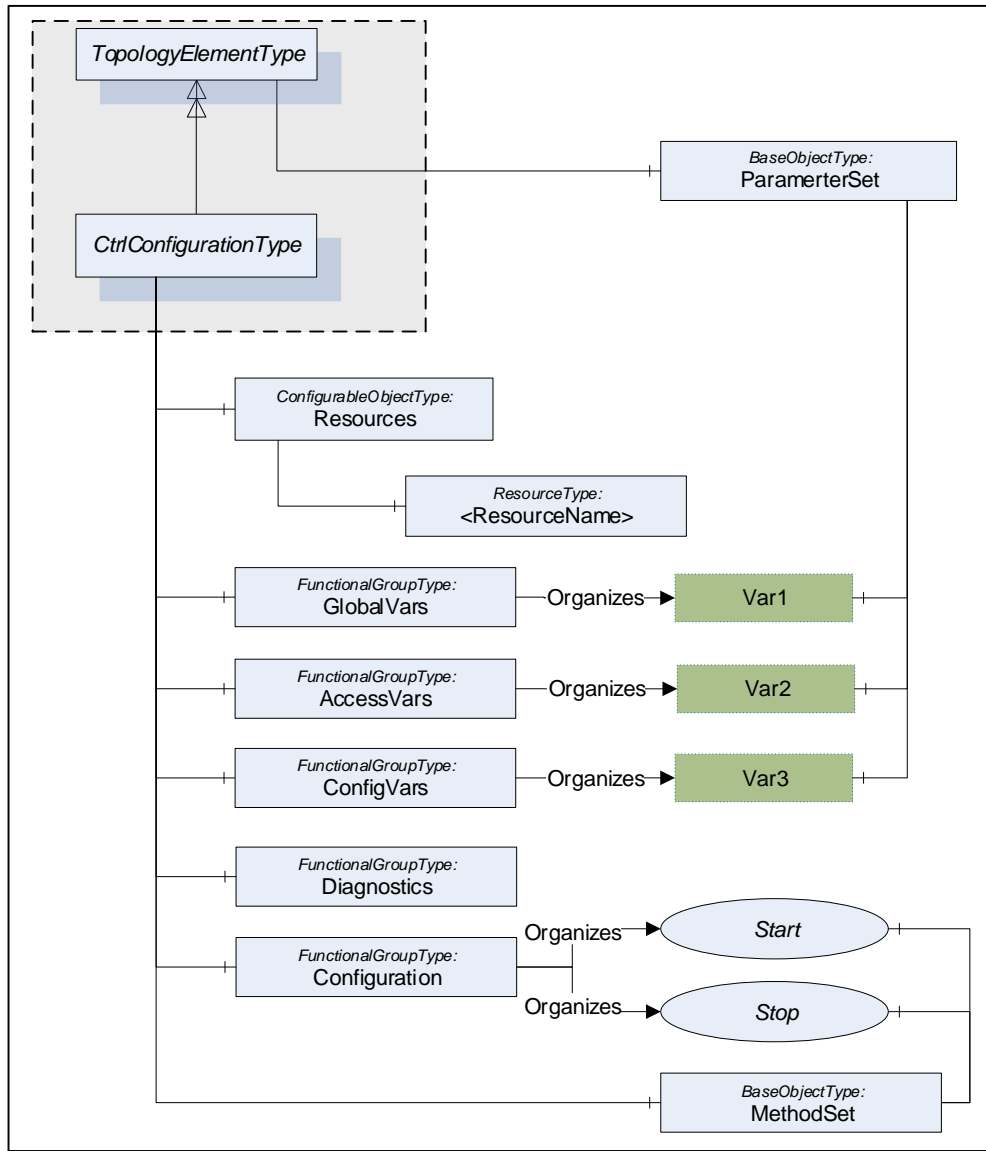 TopologyElementType
BaseObjectType:
ParamerterSet
CtrlConfigurationType
ConfigurableObjectType:
Resources
ResourceType:
<ResourceName>
FunctionalGroupType:
GlobalVars
Organizes
Var1
FunctionalGroupType:
AccessVars
Organizes
Var2
FunctionalGroupType:
ConfigVars
Organizes
Var3
FunctionalGroupType:
Diagnostics
FunctionalGroupType:
Configuration
Organizes
Start
Organizes
Stop
BaseObjectType:
MethodSet